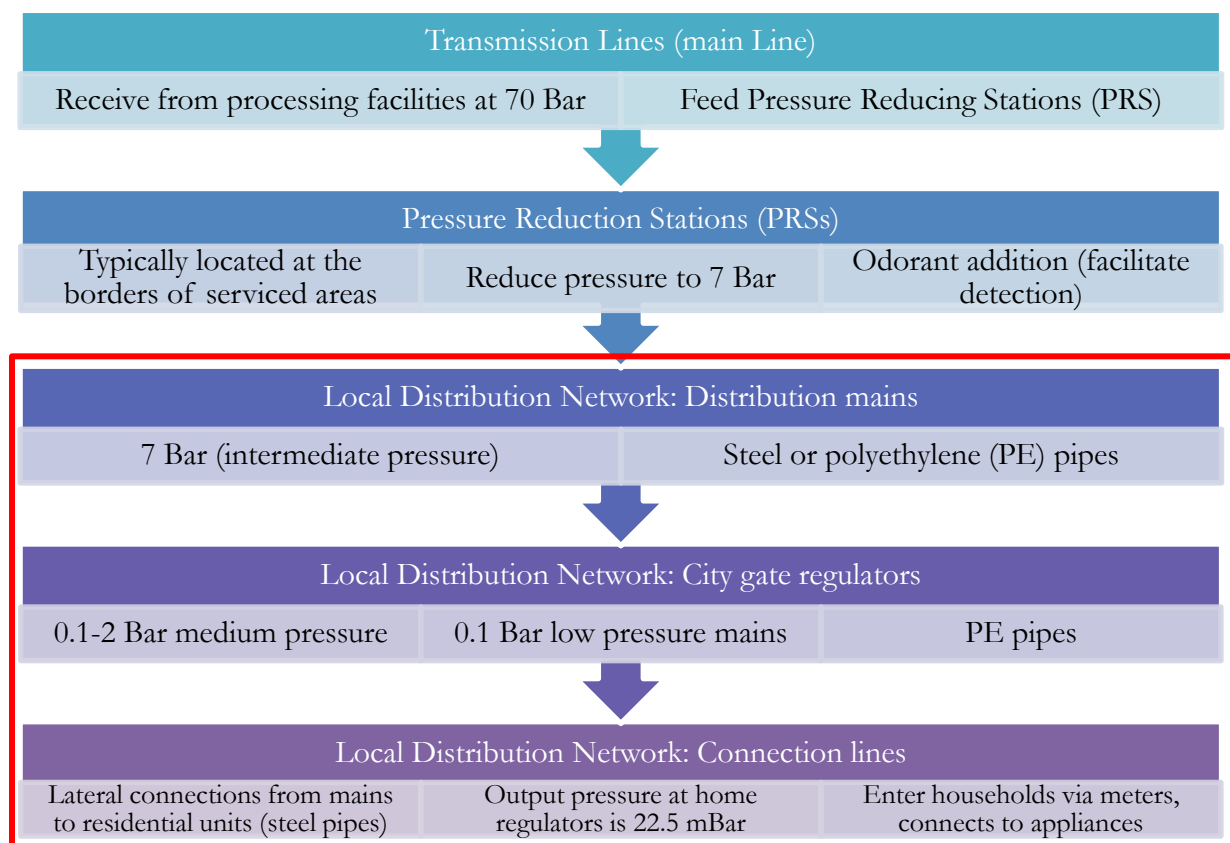 Transmission Lines (main Line)
Receive from processing facilities at 70 Bar
Feed Pressure Reducing Stations (PRS)
Pressure Reduction Stations (PRSs)
Typically located at the
borders of serviced areas
Reduce pressure to 7 Bar
Odorant addition (facilitate
detection)
Local Distribution Network: Distribution mains
7 Bar (intermediate pressure)
Steel or polyethylene (PE) pipes
Local Distribution Network: City gate regulators
0.1-2 Bar medium pressure
0.1 Bar low pressure mains
PE pipes
Local Distribution Network: Connection lines
Lateral connections from mains
to residential units (steel pipes)
Output pressure at home
regulators is 22.5 mBar
Enter households via meters,
connects to appliances